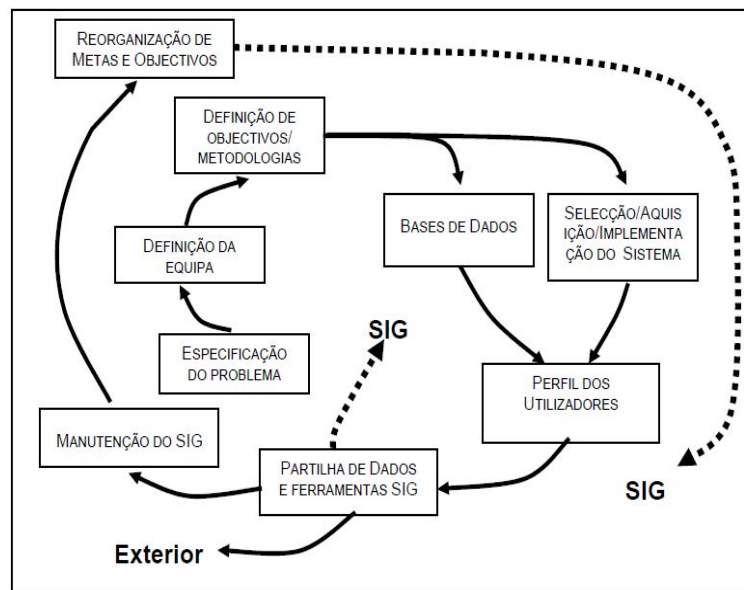 REORGANIZAÇÃO DE
METAS E OBJECTIVOS
DEFINIÇÃO DE
OBJECTIVOS/
METODOLOGIAS
BASES DE DADOS
SELECÇÃO/AQUIS
IÇÃO/IMPLEMENTA
ÇÃO DO SISTEMA
DEFINIÇÃO DA
EQUIPA
ESPECIFICAÇÃO
DO PROBLEMA
SIG
PERFIL DOS
UTILIZADORES
MANUTENÇÃO DO SIG
PARTILHA DE DADOS
E FERRAMENTAS SIG
SIG
Exterior